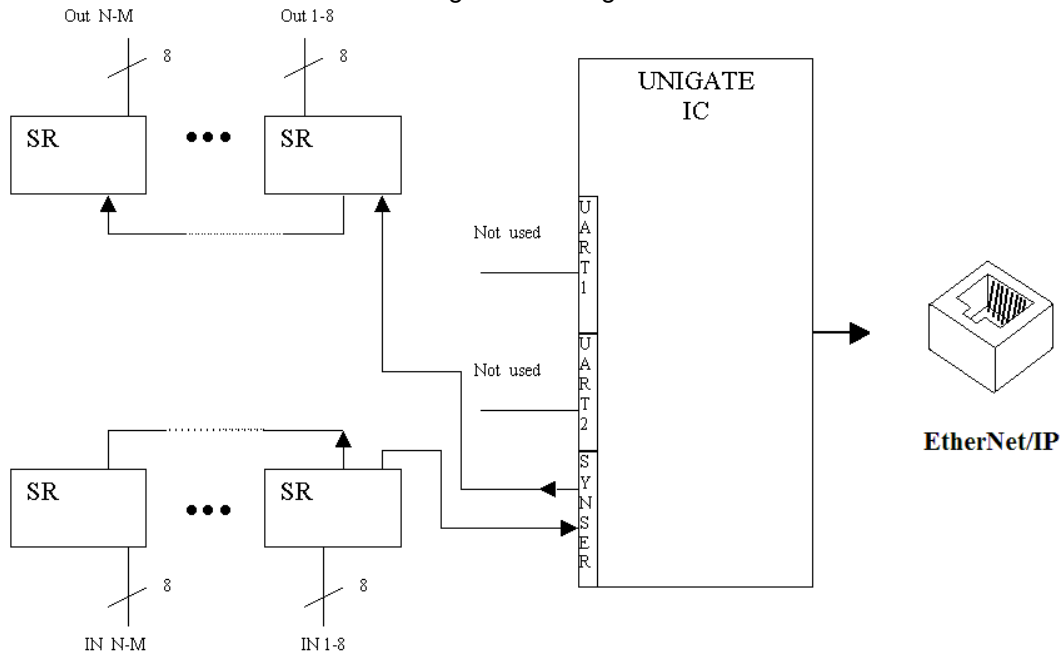 Out N-M
Out 1-8
8
8
UNIGATE
IC
SR
SR
UART1
Not used
UART2
Not used
EtherNet/IP
SYNSER
SR
SR
8
8
IN N-M
IN 1-8